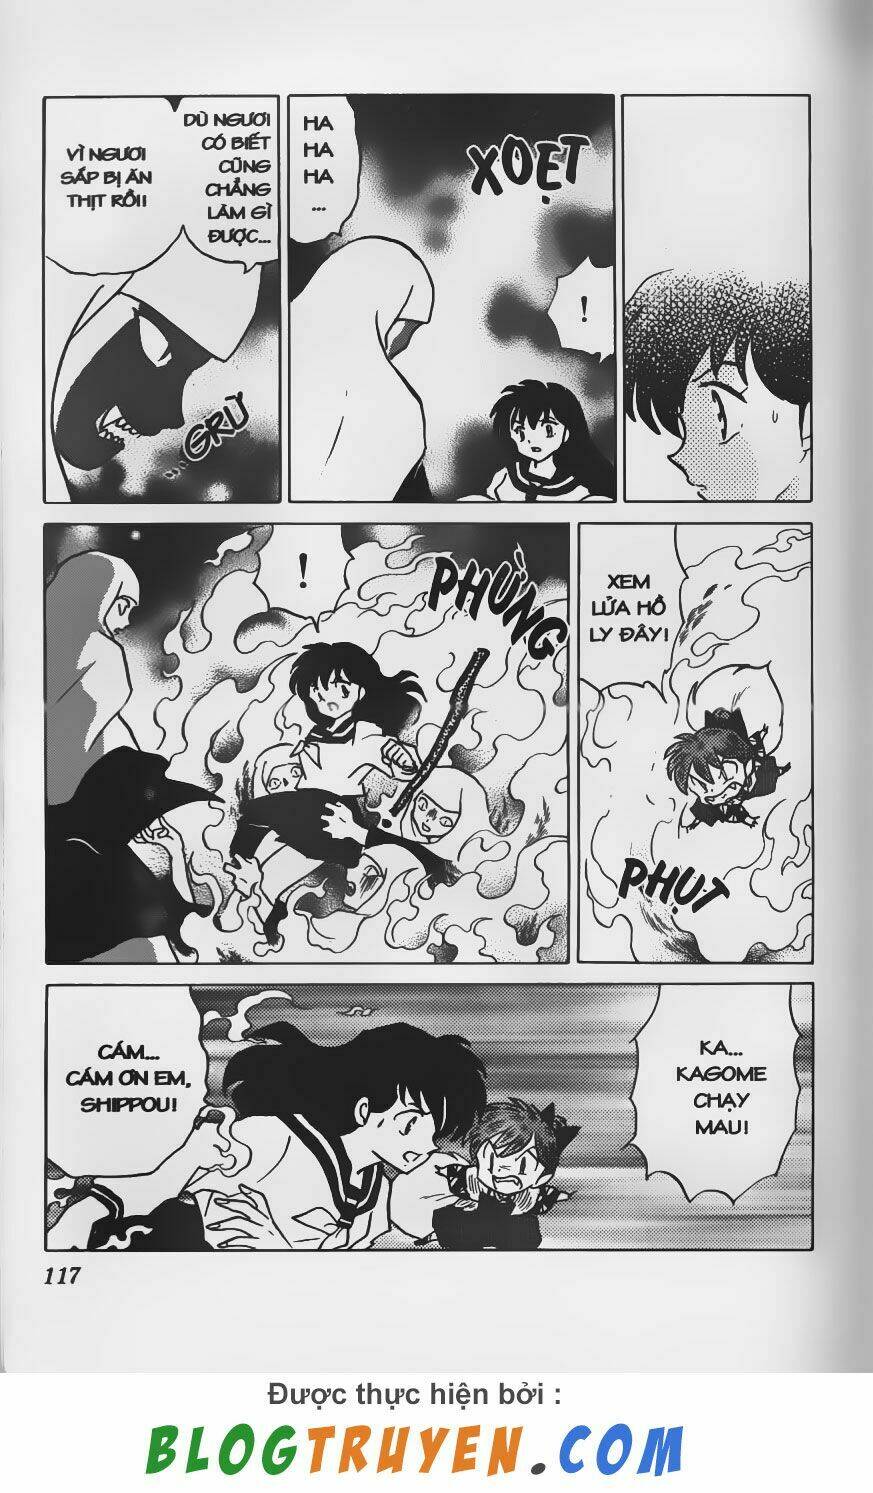 XOẸT
!
HA
HA
HA
...
DÙ NGƯƠI
CÓ BIẾT
CŨNG
CHẲNG
LÀM GÌ
ĐƯỢC...
VÌ NGƯƠI
SẮP BỊ ĂN
THỊT RỒI!
...GRỪ
XEM
LỬA HỒ
LY ĐÂY!
PHỤT
!
PHỪNG
KA...
KAGOME
CHẠY
MAU!
CÁM...
CÁM ƠN EM,
SHIPPOU!
117
Được thực hiện bởi :
BLOGTRUYEN.COM